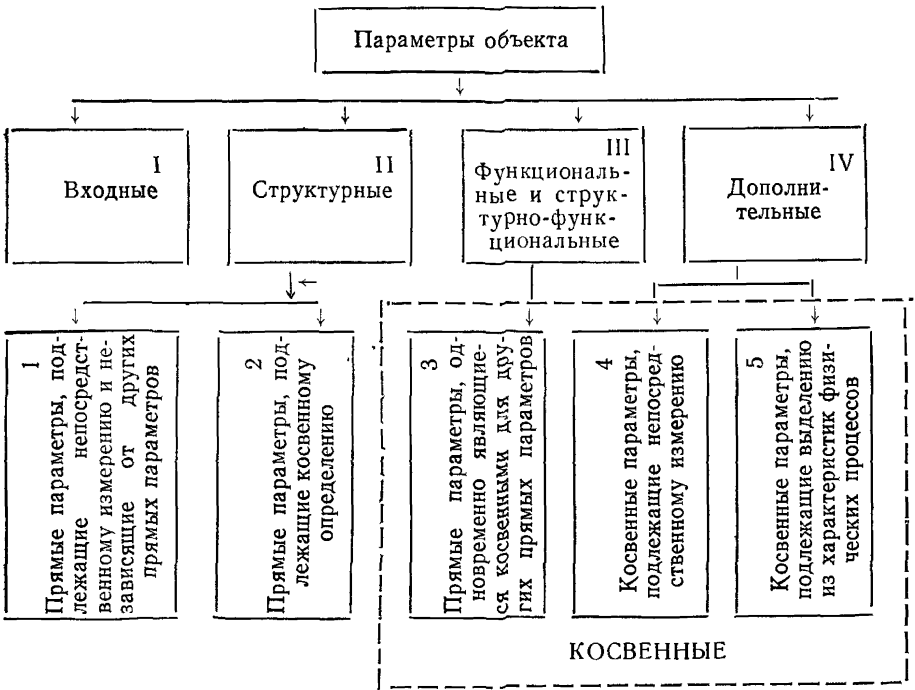 Параметры объекта
I
Входные
II
Структурные
III
Функциональ-
ные и струк-
турно-функ-
циональные
IV
Дополни-
тельные
1
Прямые параметры, под-
лежащие непосредст-
венному измерению и не-
зависящие от других
прямых параметров
2
Прямые параметры, под-
лежащие косвенному
определению
3
Прямые параметры, од-
новременно являющие-
ся косвенными для дру-
гих прямых параметров
4
Косвенные параметры,
подлежащие непосред-
ственному измерению
5
Косвенные параметры,
подлежащие выделению
из характеристик физи-
ческих процессов
КОСВЕННЫЕ